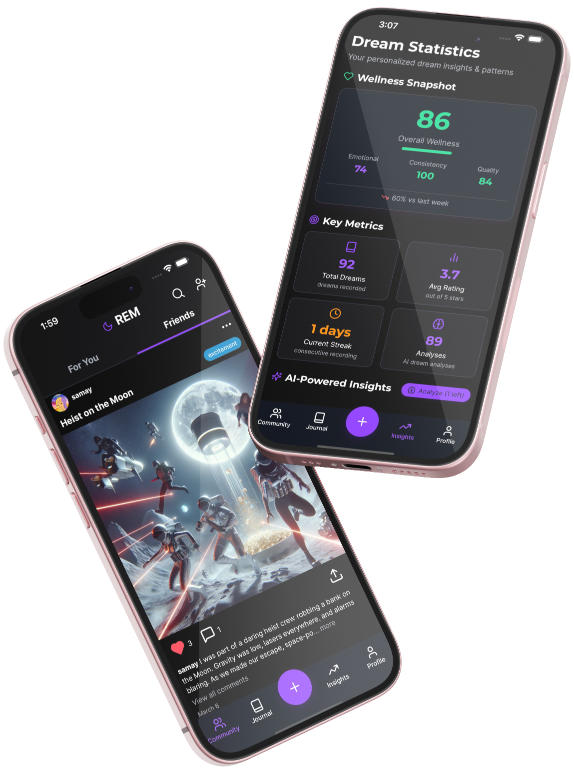 3:07
Dream Statistics
Your personalized dream insights & patterns
Wellness Snapshot
86
Overall Wellness
Emotional
74
Consistency
100
Quality
84
60% vs last week
Key Metrics
92
Total Dreams
dreams recorded
3.7
Avg Rating
out of 5 stars
1 days
Current Streak
consecutive recording
89
Analyses
AI dream analyses
AI-Powered Insights
Analyze (1 left)
Community
Journal
Insights
Profile
1:59
REM
For You
Friends
samay
excitement
Heist on the Moon
3
1
samay I was part of a daring heist crew robbing a bank on
the Moon. Gravity was low, lasers everywhere, and alarms
blaring. As we made our escape, space-po... more
View all comments
March 6
Community
Journal
Insights
Profile